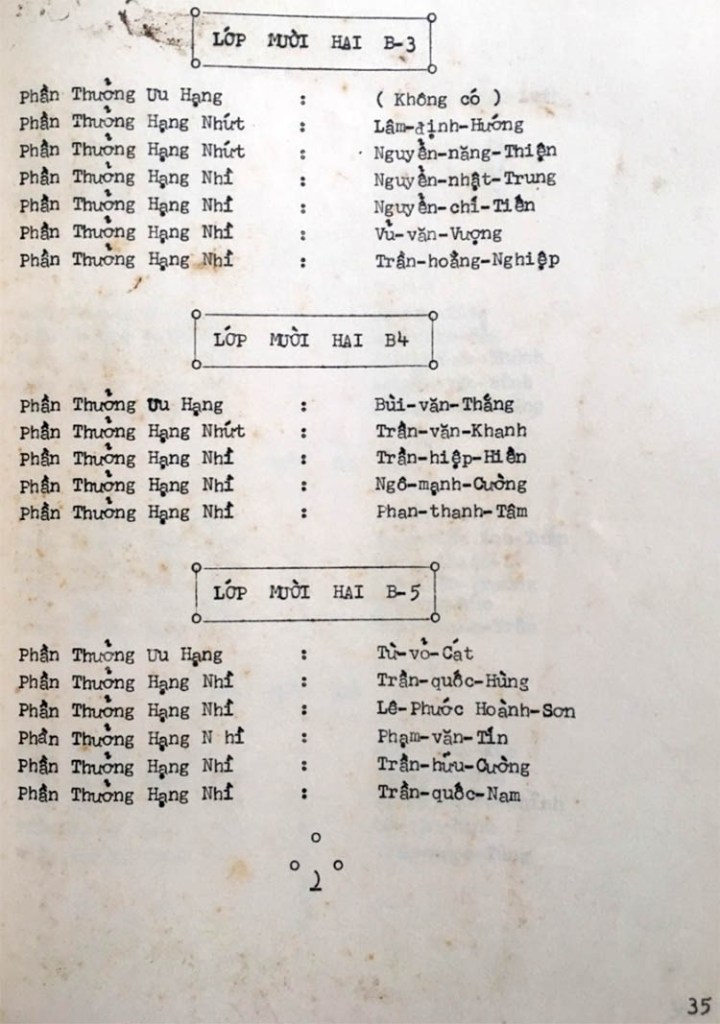 LỚP MƯỜI HAI B-3
Phần Thưởng Ưu Hạng : ( Không có )
Phần Thưởng Hạng Nhứt : Lâm-định-Hướng
Phần Thưởng Hạng Nhứt : Nguyễn-năng-Thiện
Phần Thưởng Hạng Nhì : Nguyễn-nhật-Trung
Phần Thưởng Hạng Nhì : Nguyễn-chí-Tiến
Phần Thưởng Hạng Nhì : Vũ-văn-Vượng
Phần Thưởng Hạng Nhì : Trần-hoằng-Nghiệp
LỚP MƯỜI HAI B4
Phần Thưởng Ưu Hạng : Bùi-văn-Thắng
Phần Thưởng Hạng Nhứt : Trần-văn-Khanh
Phần Thưởng Hạng Nhì : Trần-hiệp-Hiền
Phần Thưởng Hạng Nhì : Ngô-mạnh-Cường
Phần Thưởng Hạng Nhì : Phan-thanh-Tâm
LỚP MƯỜI HAI B-5
Phần Thưởng Ưu Hạng : Từ-võ-Cát
Phần Thưởng Hạng Nhì : Trần-quốc-Hùng
Phần Thưởng Hạng Nhì : Lê-Phước Hoành-Sơn
Phần Thưởng Hạng N hì : Phạm-văn-Tín
Phần Thưởng Hạng Nhì : Trần-hữu-Cường
Phần Thưởng Hạng Nhì : Trần-quốc-Nam
35